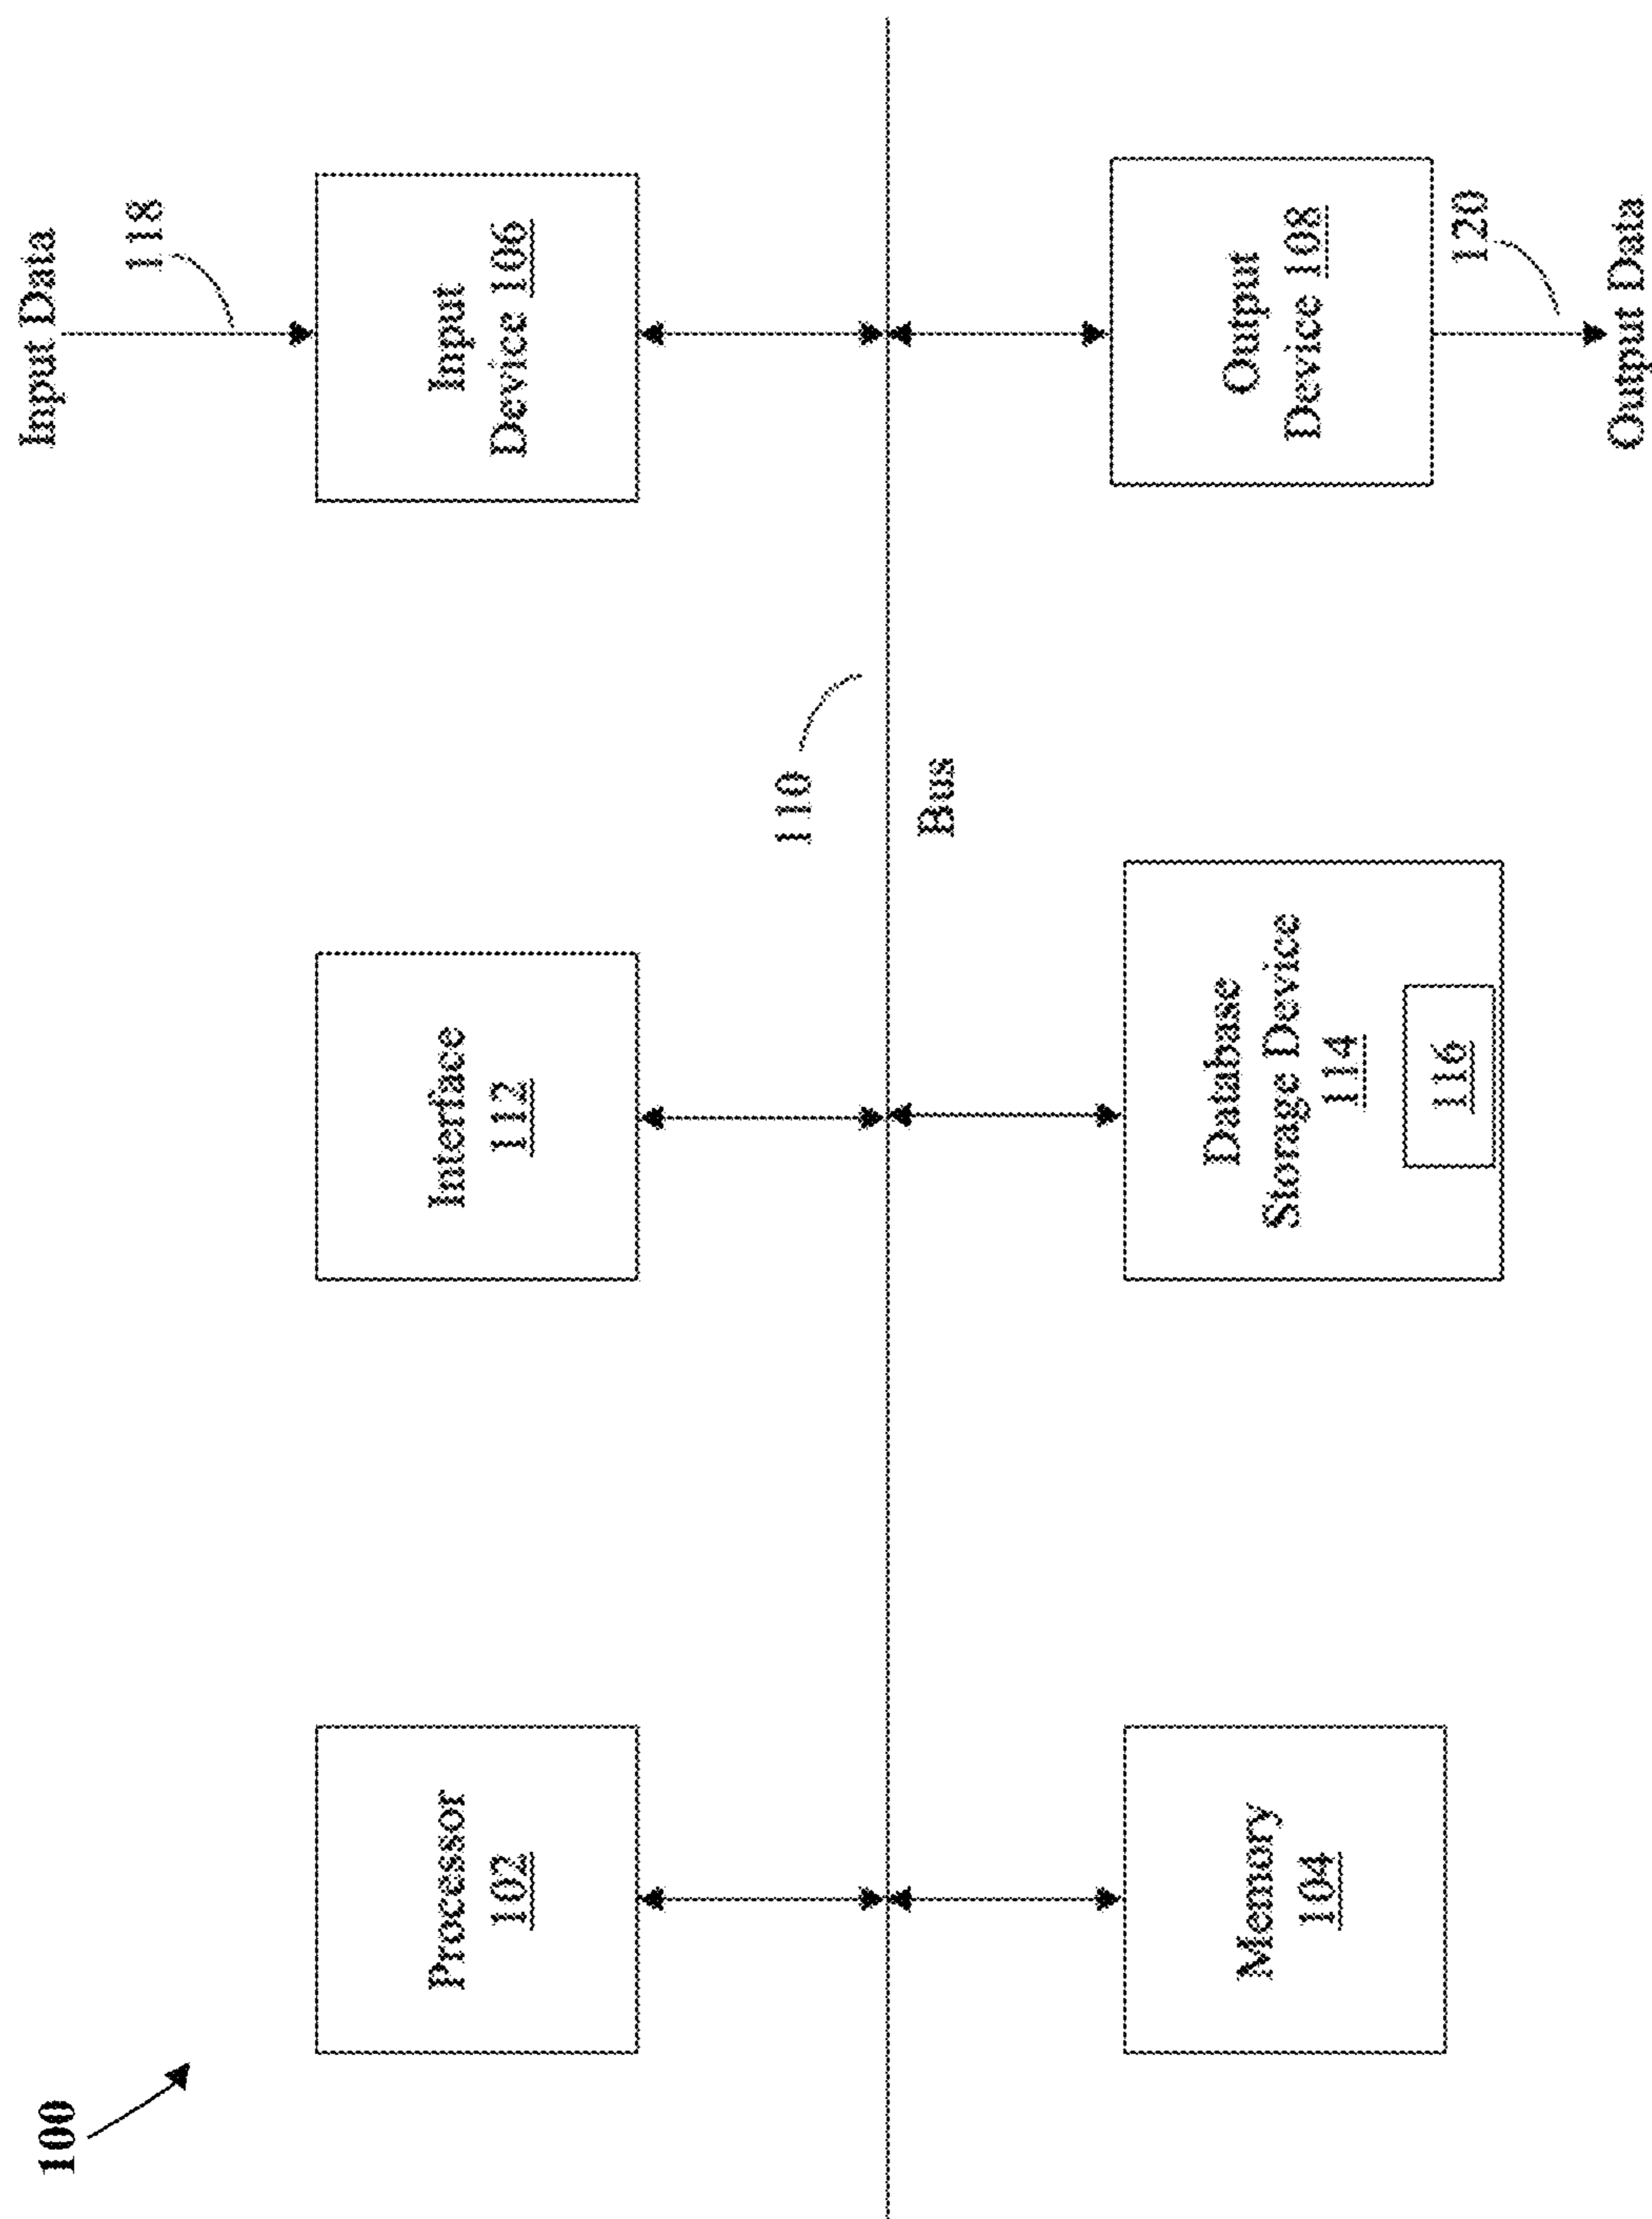 100
Processor
102
Interface
112
Input Data
118
Input
Device 106
110
Bus
Memory
104
Database
Storage Device
114
116
Output
Device 108
120
Output Data